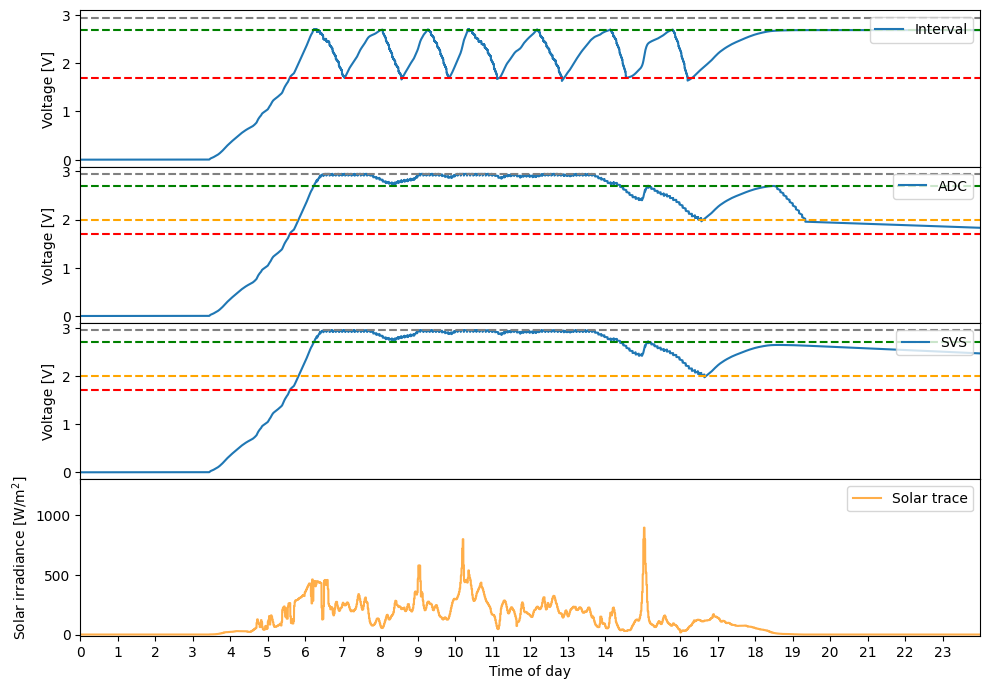 3
2
1
0
Voltage [V]
Interval
3
2
1
0
Voltage [V]
ADC
3
2
1
0
Voltage [V]
SVS
1000
500
0
Solar irradiance [W/m²]
Solar trace
0 1 2 3 4 5 6 7 8 9 10 11 12 13 14 15 16 17 18 19 20 21 22 23
Time of day